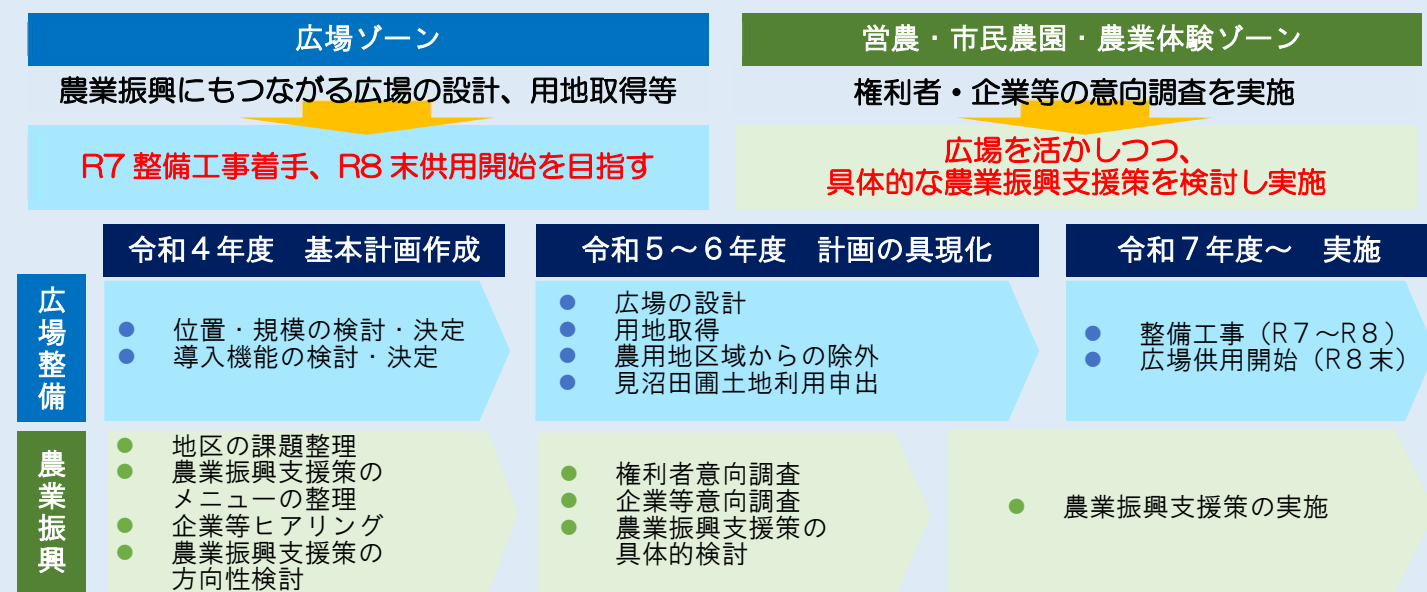 広場ゾーン
農業振興にもつながる広場の設計、用地取得等
R7 整備工事着手、R8 末供用開始を目指す
営農・市民農園・農業体験ゾーン
権利者・企業等の意向調査を実施
広場を活かしつつ、
具体的な農業振興支援策を検討し実施
令和４年度　基本計画作成
令和５～６年度　計画の具現化
令和７年度～　実施
広場整備
● 位置・規模の検討・決定
● 導入機能の検討・決定
● 広場の設計
● 用地取得
● 農用地区域からの除外
● 見沼田圃土地利用申出
● 整備工事（R７～R８）
● 広場供用開始（R８末）
農業振興
● 地区の課題整理
● 農業振興支援策の
メニューの整理
● 企業等ヒアリング
● 農業振興支援策の
方向性検討
● 権利者意向調査
● 企業等意向調査
● 農業振興支援策の
具体的検討
● 農業振興支援策の実施